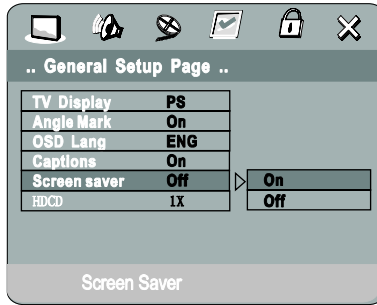 .. General Setup Page ..
TV Display PS
Angle Mark On
OSD Lang ENG
Captions On
Screen saver Off On
HDCD 1X Off
Screen Saver